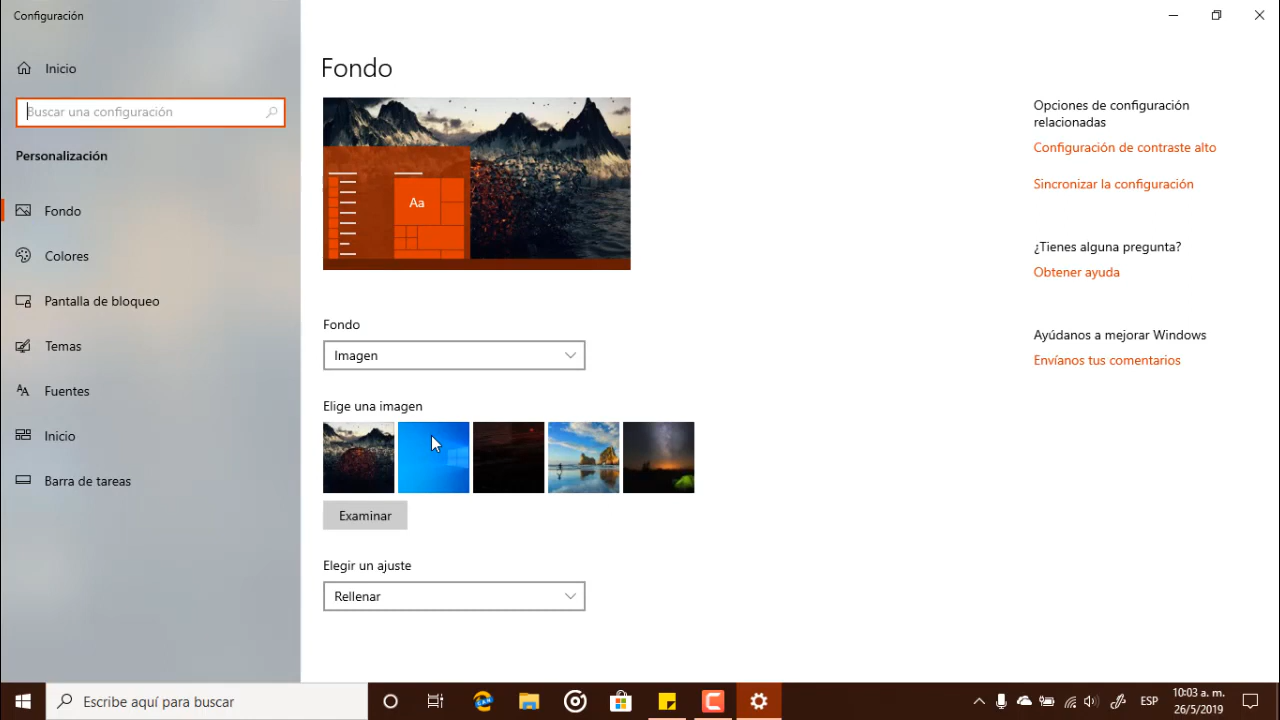 Configuración
Inicio
Buscar una configuración
Personalización
Fondo
Colores
Pantalla de bloqueo
Temas
Fuentes
Inicio
Barra de tareas
Fondo
Aa
Fondo
Imagen
Elige una imagen
Examinar
Elegir un ajuste
Rellenar
Opciones de configuración
relacionadas
Configuración de contraste alto
Sincronizar la configuración
¿Tienes alguna pregunta?
Obtener ayuda
Ayúdanos a mejorar Windows
Envíanos tus comentarios
Escribe aquí para buscar
ESP
10:03 a. m.
26/5/2019